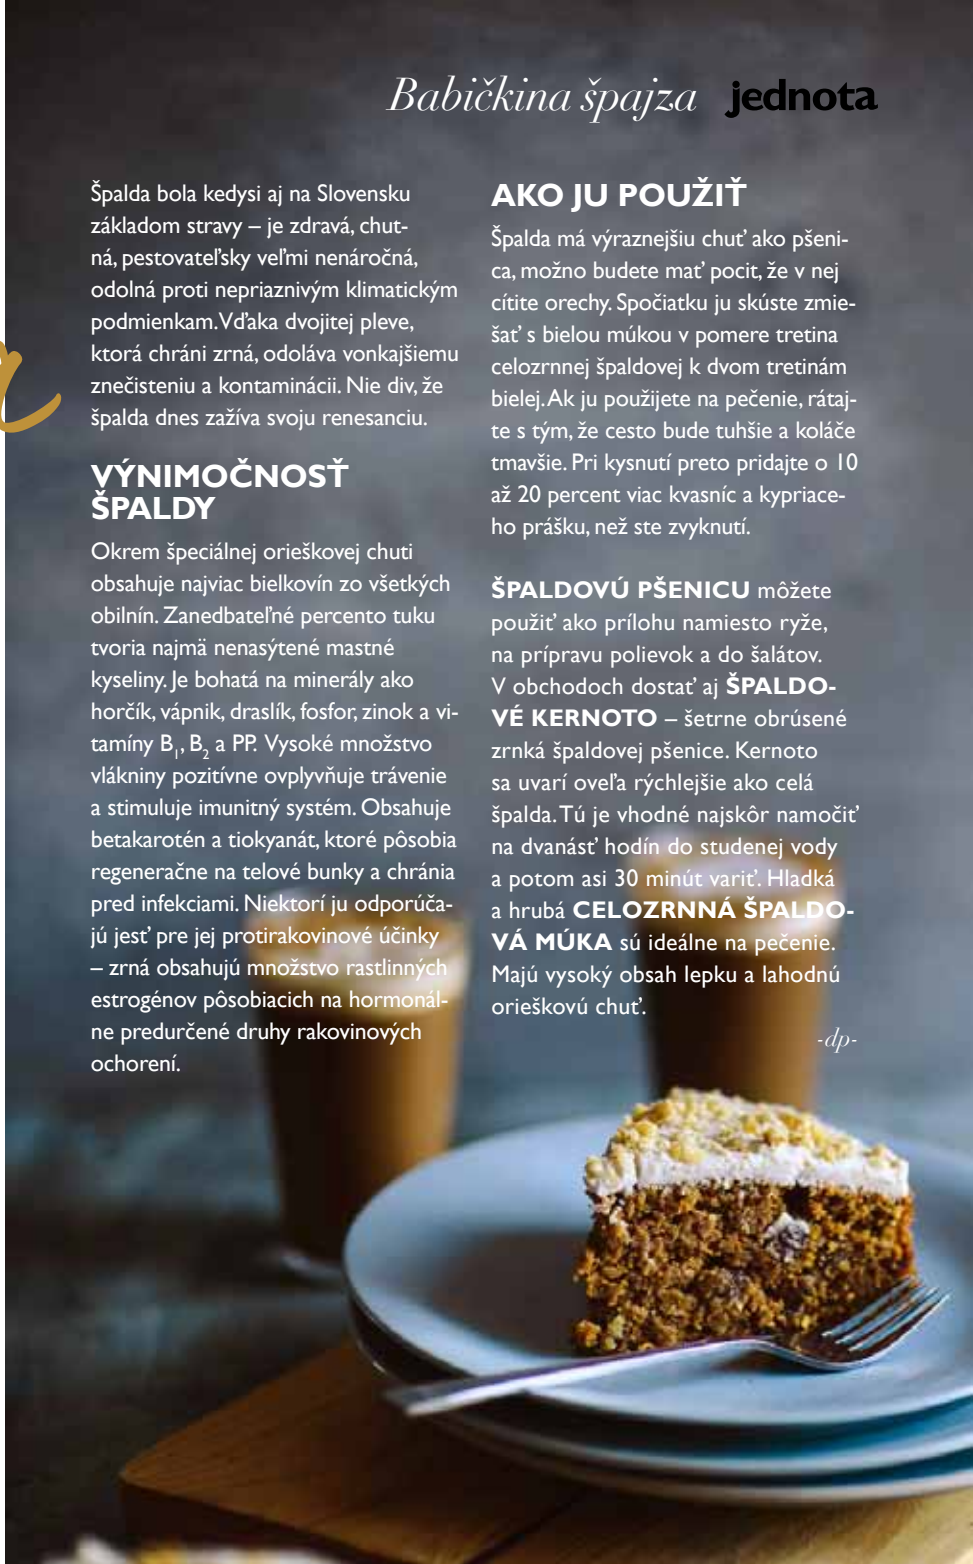 Babičkina špajza jednota
Špalda bola kedysi aj na Slovensku
základom stravy – je zdravá, chut-
ná, pestovateľsky veľmi nenáročná,
odolná proti nepriaznivým klimatickým
podmienkam. Vďaka dvojitej pleve,
ktorá chráni zrná, odoláva vonkajšiemu
znečisteniu a kontaminácii. Nie div, že
špalda dnes zažíva svoju renesanciu.
VÝNIMOČNOSŤ
ŠPALDY
Okrem špeciálnej orieškovej chuti
obsahuje najviac bielkovín zo všetkých
obilnín. Zanedbateľné percento tuku
tvoria najmä nenasýtené mastné
kyseliny. Je bohatá na minerály ako
horčík, vápnik, draslík, fosfor, zinok a vi-
tamíny B₁, B₂ a PP. Vysoké množstvo
vlákniny pozitívne ovplyvňuje trávenie
a stimuluje imunitný systém. Obsahuje
betakarotén a tiokyanát, ktoré pôsobia
regeneračne na telové bunky a chránia
pred infekciami. Niektorí ju odporúča-
jú jesť pre jej protirakovinové účinky
– zrná obsahujú množstvo rastlinných
estrogénov pôsobiacich na hormonál-
ne predurčené druhy rakovinových
ochorení.
AKO JU POUŽIŤ
Špalda má výraznejšiu chuť ako pšeni-
ca, možno budete mať pocit, že v nej
cítite orechy. Spočiatku ju skúste zmie-
šať s bielou múkou v pomere tretina
celozrnnej špaldovej k dvom tretinám
bielej. Ak ju použijete na pečenie, rátaj-
te s tým, že cesto bude tuhšie a koláče
tmavšie. Pri kysnutí preto pridajte o 10
až 20 percent viac kvasníc a kypriace-
ho prášku, než ste zvyknutí.
ŠPALDOVÚ PŠENICU môžete
použiť ako prílohu namiesto ryže,
na prípravu polievok a do šalátov.
V obchodoch dostať aj ŠPALDO-
VÉ KERNOTO – šetrne obrúsené
zrnká špaldovej pšenice. Kernoto
sa uvarí oveľa rýchlejšie ako celá
špalda. Tú je vhodné najskôr namočiť
na dvanásť hodín do studenej vody
a potom asi 30 minút variť. Hladká
a hrubá CELOZRNNÁ ŠPALDO-
VÁ MÚKA sú ideálne na pečenie.
Majú vysoký obsah lepku a lahodnú
orieškovú chuť.
-dp-